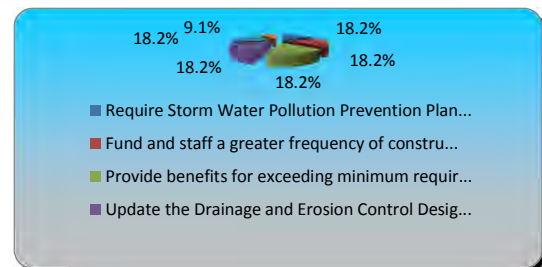 9.1%
18.2%
18.2%
18.2%
18.2%
18.2%
Require Storm Water Pollution Prevention Plan...
Fund and staff a greater frequency of constru...
Provide benefits for exceeding minimum requir...
Update the Drainage and Erosion Control Desig...